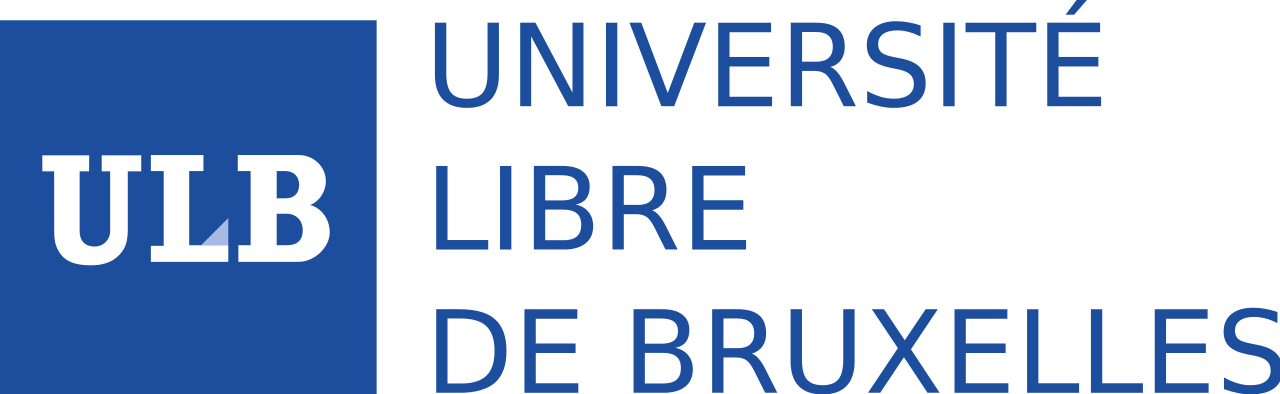 ULB
UNIVERSITÉ
LIBRE
DE BRUXELLES